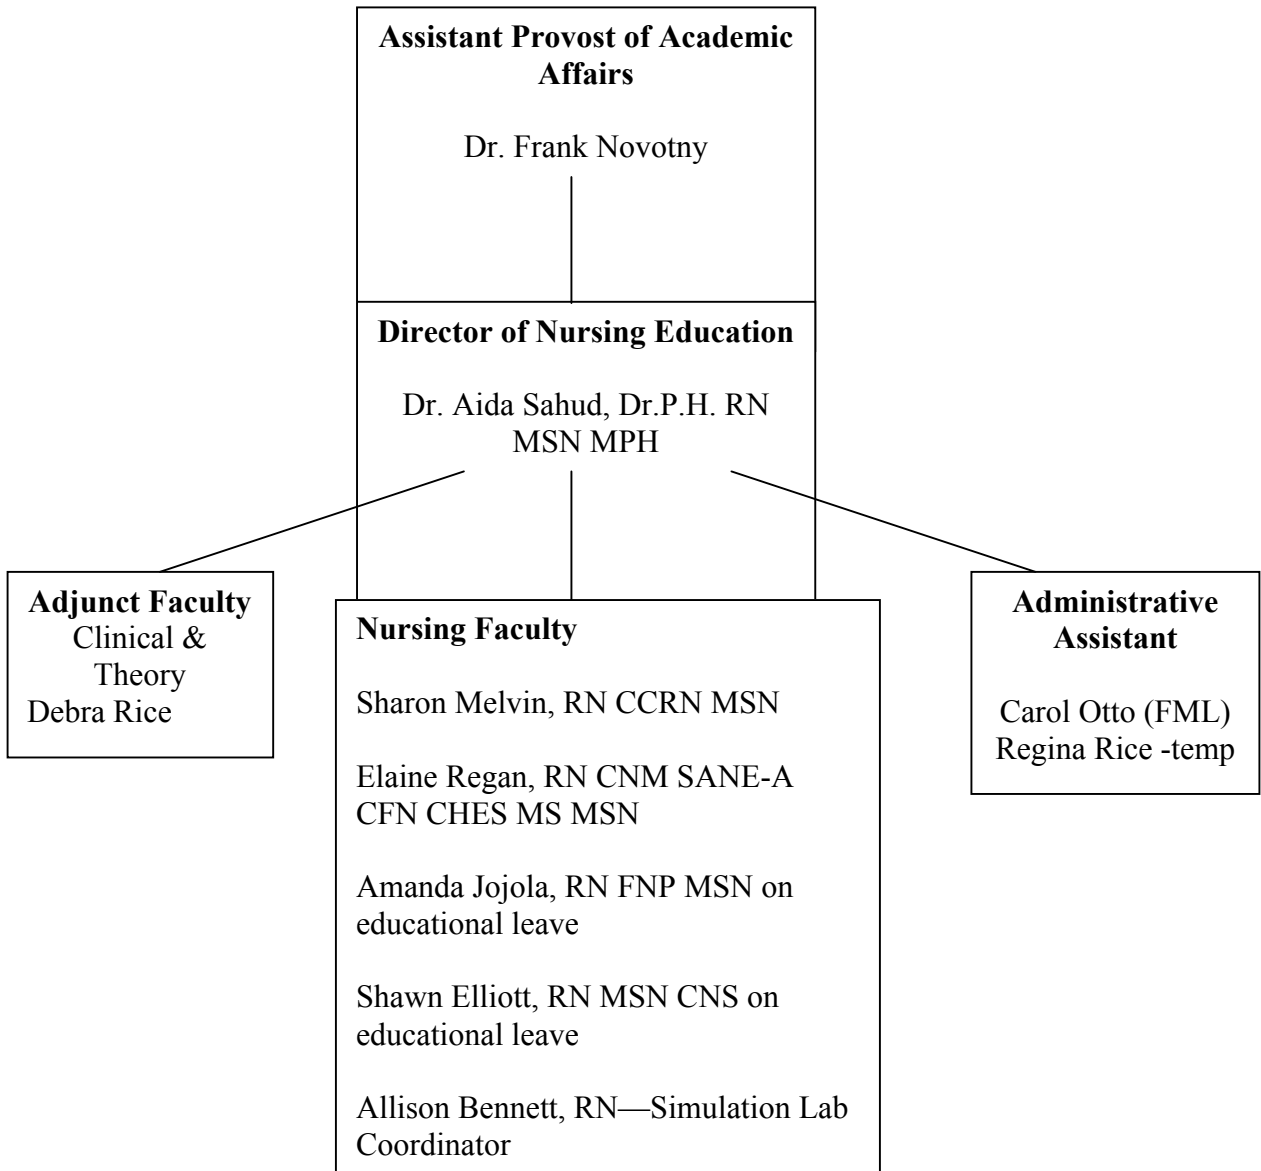 Assistant Provost of Academic
Affairs
Dr. Frank Novotny
Director of Nursing Education
Dr. Aida Sahud, Dr.P.H. RN
MSN MPH
Adjunct Faculty
Clinical &
Theory
Debra Rice
Nursing Faculty
Sharon Melvin, RN CCRN MSN
Elaine Regan, RN CNM SANE-A
CFN CHES MS MSN
Amanda Jojola, RN FNP MSN on
educational leave
Shawn Elliott, RN MSN CNS on
educational leave
Allison Bennett, RN—Simulation Lab
Coordinator
Administrative
Assistant
Carol Otto (FML)
Regina Rice -temp